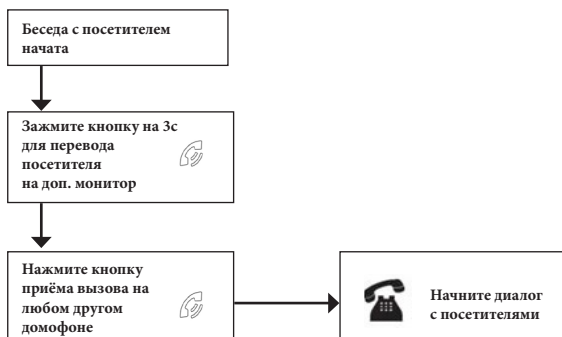 Беседа с посетителем
начата
Зажмите кнопку на 3с
для перевода
посетителя
на доп. монитор
Нажмите кнопку
приёма вызова на
любом другом
домофоне
Начните диалог
с посетителями